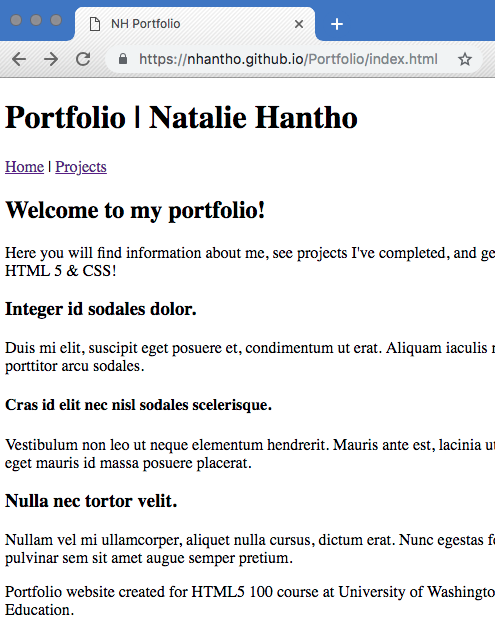 NH Portfolio
https://nhantho.github.io/Portfolio/index.html
Portfolio | Natalie Hantho
Home | Projects
Welcome to my portfolio!
Here you will find information about me, see projects I've completed, and ge
HTML 5 & CSS!
Integer id sodales dolor.
Duis mi elit, suscipit eget posuere et, condimentum ut erat. Aliquam iaculis
porttitor arcu sodales.
Cras id elit nec nisl sodales scelerisque.
Vestibulum non leo ut neque elementum hendrerit. Mauris ante est, lacinia ut
eget mauris id massa posuere placerat.
Nulla nec tortor velit.
Nullam vel mi ullamcorper, aliquet nulla cursus, dictum erat. Nunc egestas fe
pulvinar sem sit amet augue semper pretium.
Portfolio website created for HTML5 100 course at University of Washingto
Education.